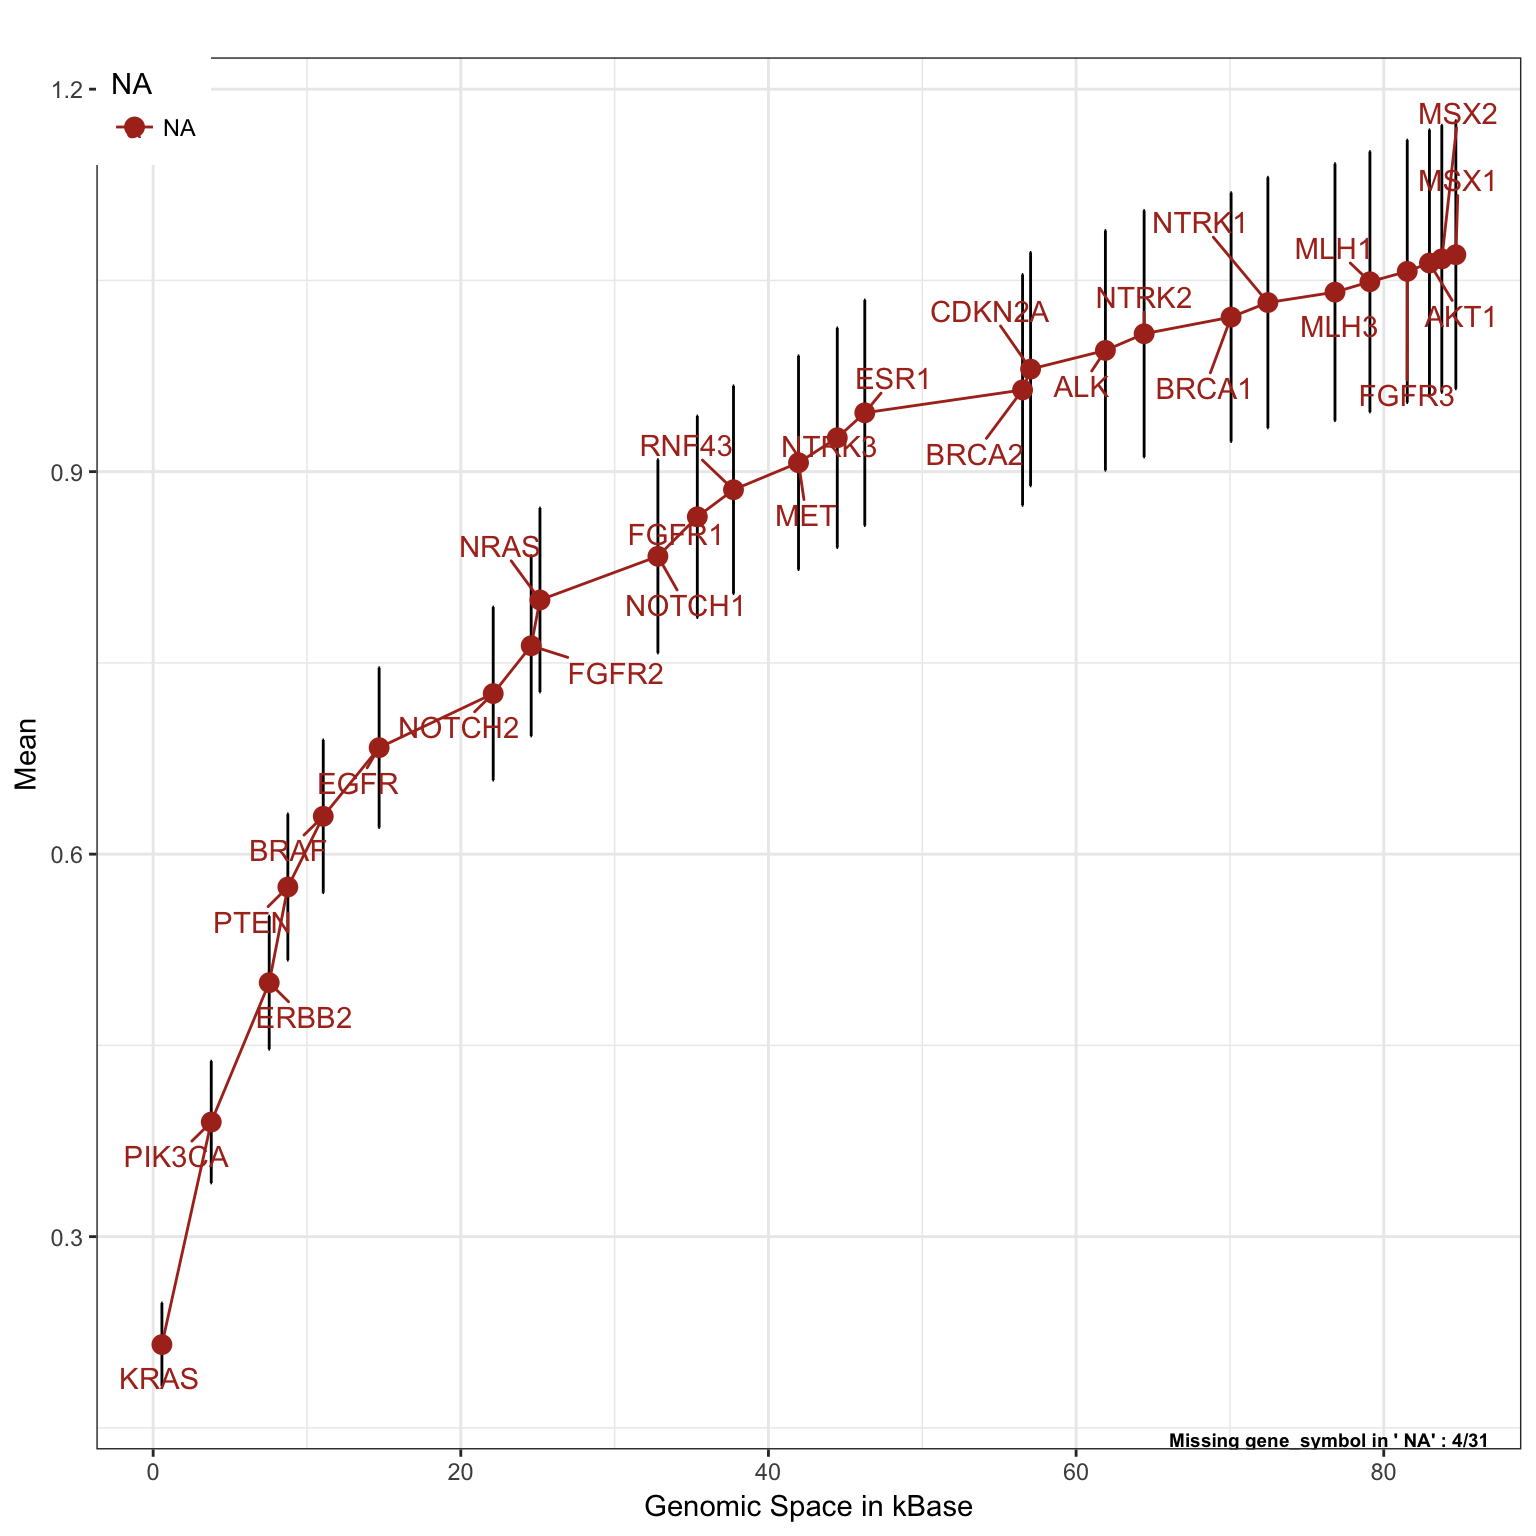 NA
NA
1.2
0.9
0.6
0.3
Mean
MSX2
MSX1
NTRK1
MLH1
NTRK2
CDKN2A
AKT1
MLH3
ESR1
ALK
BRCA1
FGFR3
RNF43
NTRK3
BRCA2
MET
FGFR1
NRAS
NOTCH1
FGFR2
NOTCH2
EGFR
BRAF
PTEN
ERBB2
PIK3CA
KRAS
Missing gene_symbol in ' NA' : 4/31
0 20 40 60 80
Genomic Space in kBase